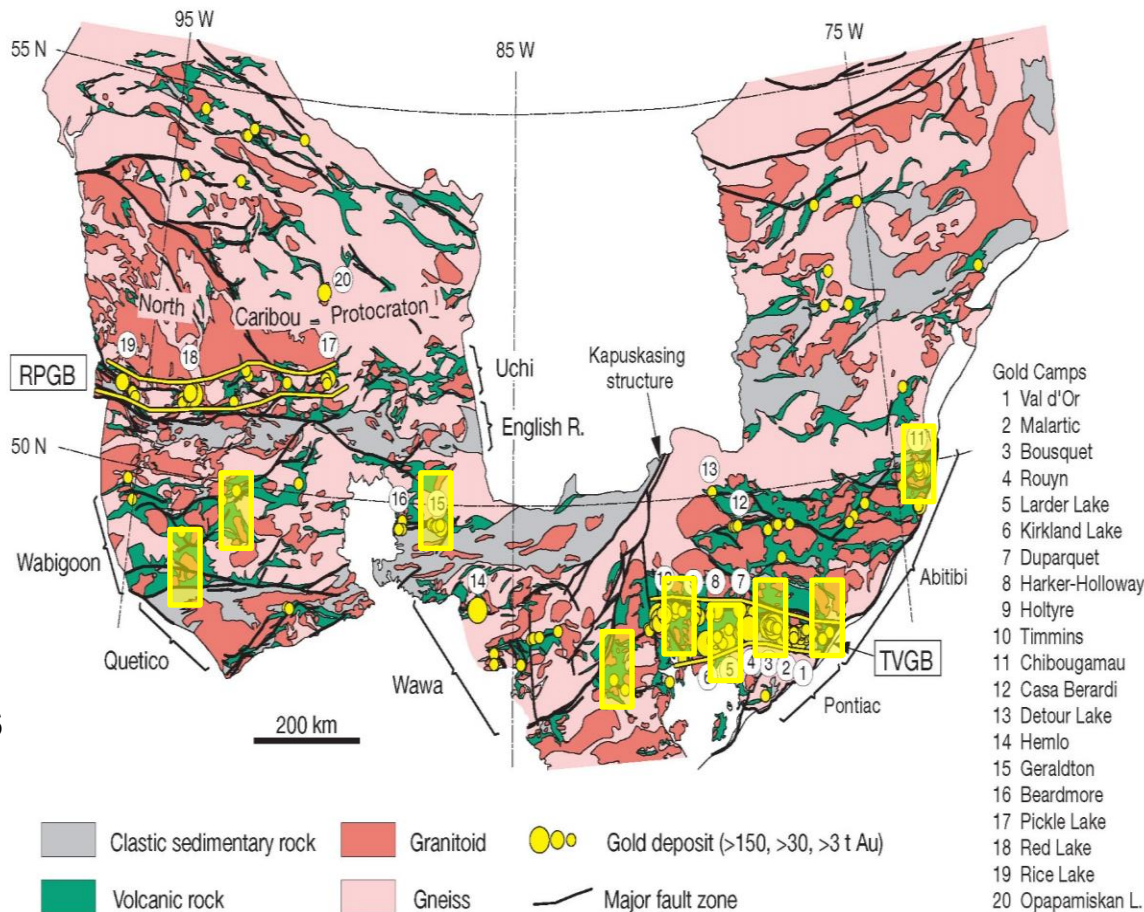 95 W
55 N
85 W
75 W
20
North Caribou Protocraton
19
18
17
RPGB
Uchi
Kapuskasing
structure
English R.
50 N
11
13
16
15
12
Wabigoon
14
8
7
Abitibi
Quetico
TVGB
Wawa
6
5
4
3
2
1
Pontiac
200 km
Gold Camps
1 Val d'Or
2 Malartic
3 Bousquet
4 Rouyn
5 Larder Lake
6 Kirkland Lake
7 Duparquet
8 Harker-Holloway
9 Holtyre
10 Timmins
11 Chibougamau
12 Casa Berardi
13 Detour Lake
14 Hemlo
15 Geraldton
16 Beardmore
17 Pickle Lake
18 Red Lake
19 Rice Lake
20 Opapamiskan L.
Clastic sedimentary rock
Granitoid
Gold deposit (>150, >30, >3 t Au)
Volcanic rock
Gneiss
Major fault zone